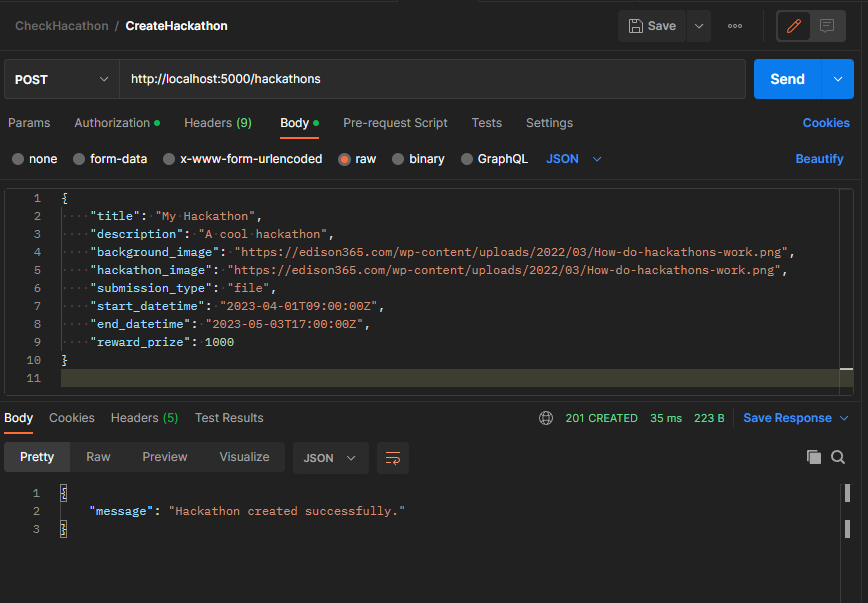 CheckHacathon / CreateHackathon Save
POST http://localhost:5000/hackathons Send
Params Authorization Headers (9) Body Pre-request Script Tests Settings Cookies
none form-data x-www-form-urlencoded raw binary GraphQL JSON Beautify
1 {
2 "title": "My Hackathon",
3 "description": "A cool hackathon",
4 "background_image": "https://edison365.com/wp-content/uploads/2022/03/How-do-hackathons-work.png",
5 "hackathon_image": "https://edison365.com/wp-content/uploads/2022/03/How-do-hackathons-work.png",
6 "submission_type": "file",
7 "start_datetime": "2023-04-01T09:00:00Z",
8 "end_datetime": "2023-05-03T17:00:00Z",
9 "reward_prize": 1000
10 }
11
Body Cookies Headers (5) Test Results 201 CREATED 35 ms 223 B Save Response
Pretty Raw Preview Visualize JSON
1 {
2 "message": "Hackathon created successfully."
3 }